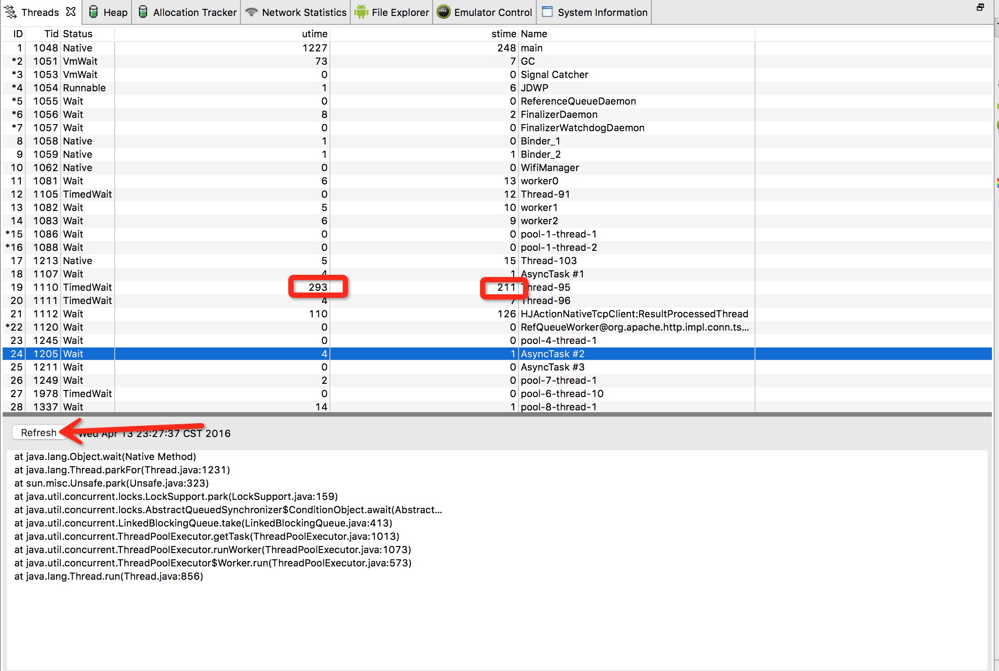 Threads Heap Allocation Tracker Network Statistics File Explorer Emulator Control System Information
ID Tid Status utime stime Name
1 1048 Native 1227 248 main
*2 1051 VmWait 73 7 GC
*3 1053 VmWait 0 0 Signal Catcher
*4 1054 Runnable 1 6 JDWP
*5 1055 Wait 0 0 ReferenceQueueDaemon
*6 1056 Wait 8 2 FinalizerDaemon
*7 1057 Wait 0 0 FinalizerWatchdogDaemon
8 1058 Native 1 0 Binder_1
9 1059 Native 1 1 Binder_2
10 1062 Native 0 0 WifiManager
11 1081 Wait 6 13 worker0
12 1105 TimedWait 0 12 Thread-91
13 1082 Wait 5 10 worker1
14 1083 Wait 6 9 worker2
*15 1086 Wait 0 0 pool-1-thread-1
*16 1088 Wait 0 0 pool-1-thread-2
17 1213 Native 5 15 Thread-103
18 1107 Wait 4 1 AsyncTask #1
19 1110 TimedWait 293 211 Thread-95
20 1111 TimedWait 4 7 Thread-96
21 1112 Wait 110 126 HJActionNativeTcpClient:ResultProcessedThread
*22 1120 Wait 0 0 RefQueueWorker@org.apache.http.impl.conn.ts...
23 1245 Wait 0 0 pool-4-thread-1
24 1205 Wait 4 1 AsyncTask #2
25 1211 Wait 0 0 AsyncTask #3
26 1249 Wait 2 0 pool-7-thread-1
27 1978 TimedWait 0 0 pool-6-thread-10
28 1337 Wait 14 1 pool-8-thread-1
Refresh Wed Apr 13 23:27:37 CST 2016
at java.lang.Object.wait(Native Method)
at java.lang.Thread.parkFor(Thread.java:1231)
at sun.misc.Unsafe.park(Unsafe.java:323)
at java.util.concurrent.locks.LockSupport.park(LockSupport.java:159)
at java.util.concurrent.locks.AbstractQueuedSynchronizer$ConditionObject.await(Abstract...
at java.util.concurrent.LinkedBlockingQueue.take(LinkedBlockingQueue.java:413)
at java.util.concurrent.ThreadPoolExecutor.getTask(ThreadPoolExecutor.java:1013)
at java.util.concurrent.ThreadPoolExecutor.runWorker(ThreadPoolExecutor.java:1073)
at java.util.concurrent.ThreadPoolExecutor$Worker.run(ThreadPoolExecutor.java:573)
at java.lang.Thread.run(Thread.java:856)